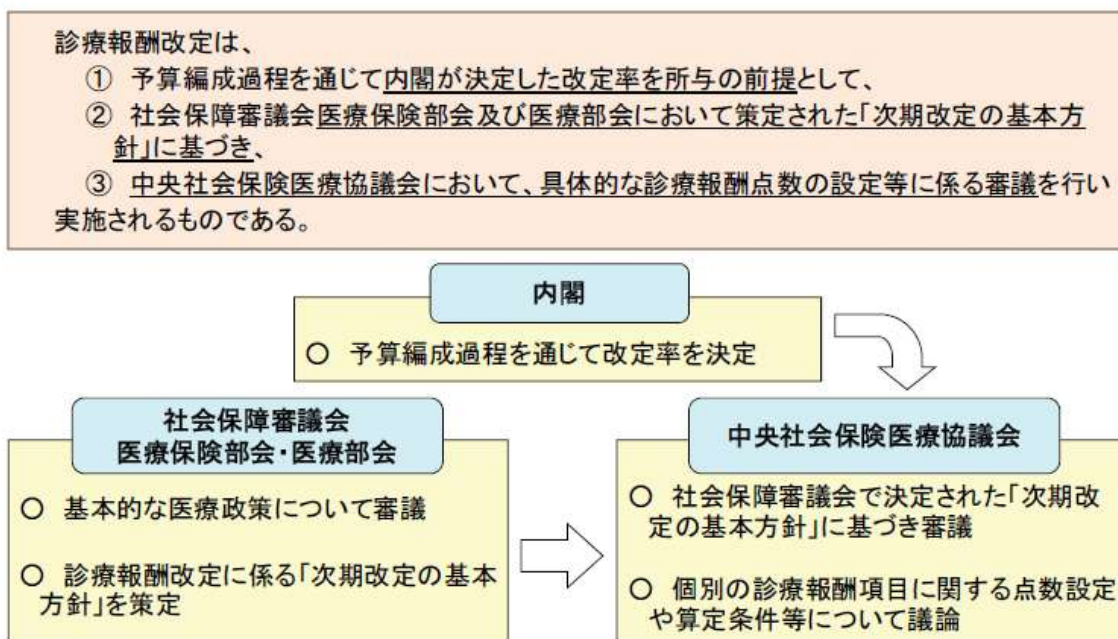 診療報酬改定は、
① 予算編成過程を通じて内閣が決定した改定率を所与の前提として、
② 社会保障審議会医療保険部会及び医療部会において策定された「次期改定の基本方
針」に基づき、
③ 中央社会保険医療協議会において、具体的な診療報酬点数の設定等に係る審議を行い
実施されるものである。
内閣
○ 予算編成過程を通じて改定率を決定
社会保障審議会
医療保険部会・医療部会
○ 基本的な医療政策について審議
○ 診療報酬改定に係る「次期改定の基本
方針」を策定
中央社会保険医療協議会
○ 社会保障審議会で決定された「次期改
定の基本方針」に基づき審議
○ 個別の診療報酬項目に関する点数設定
や算定条件等について議論